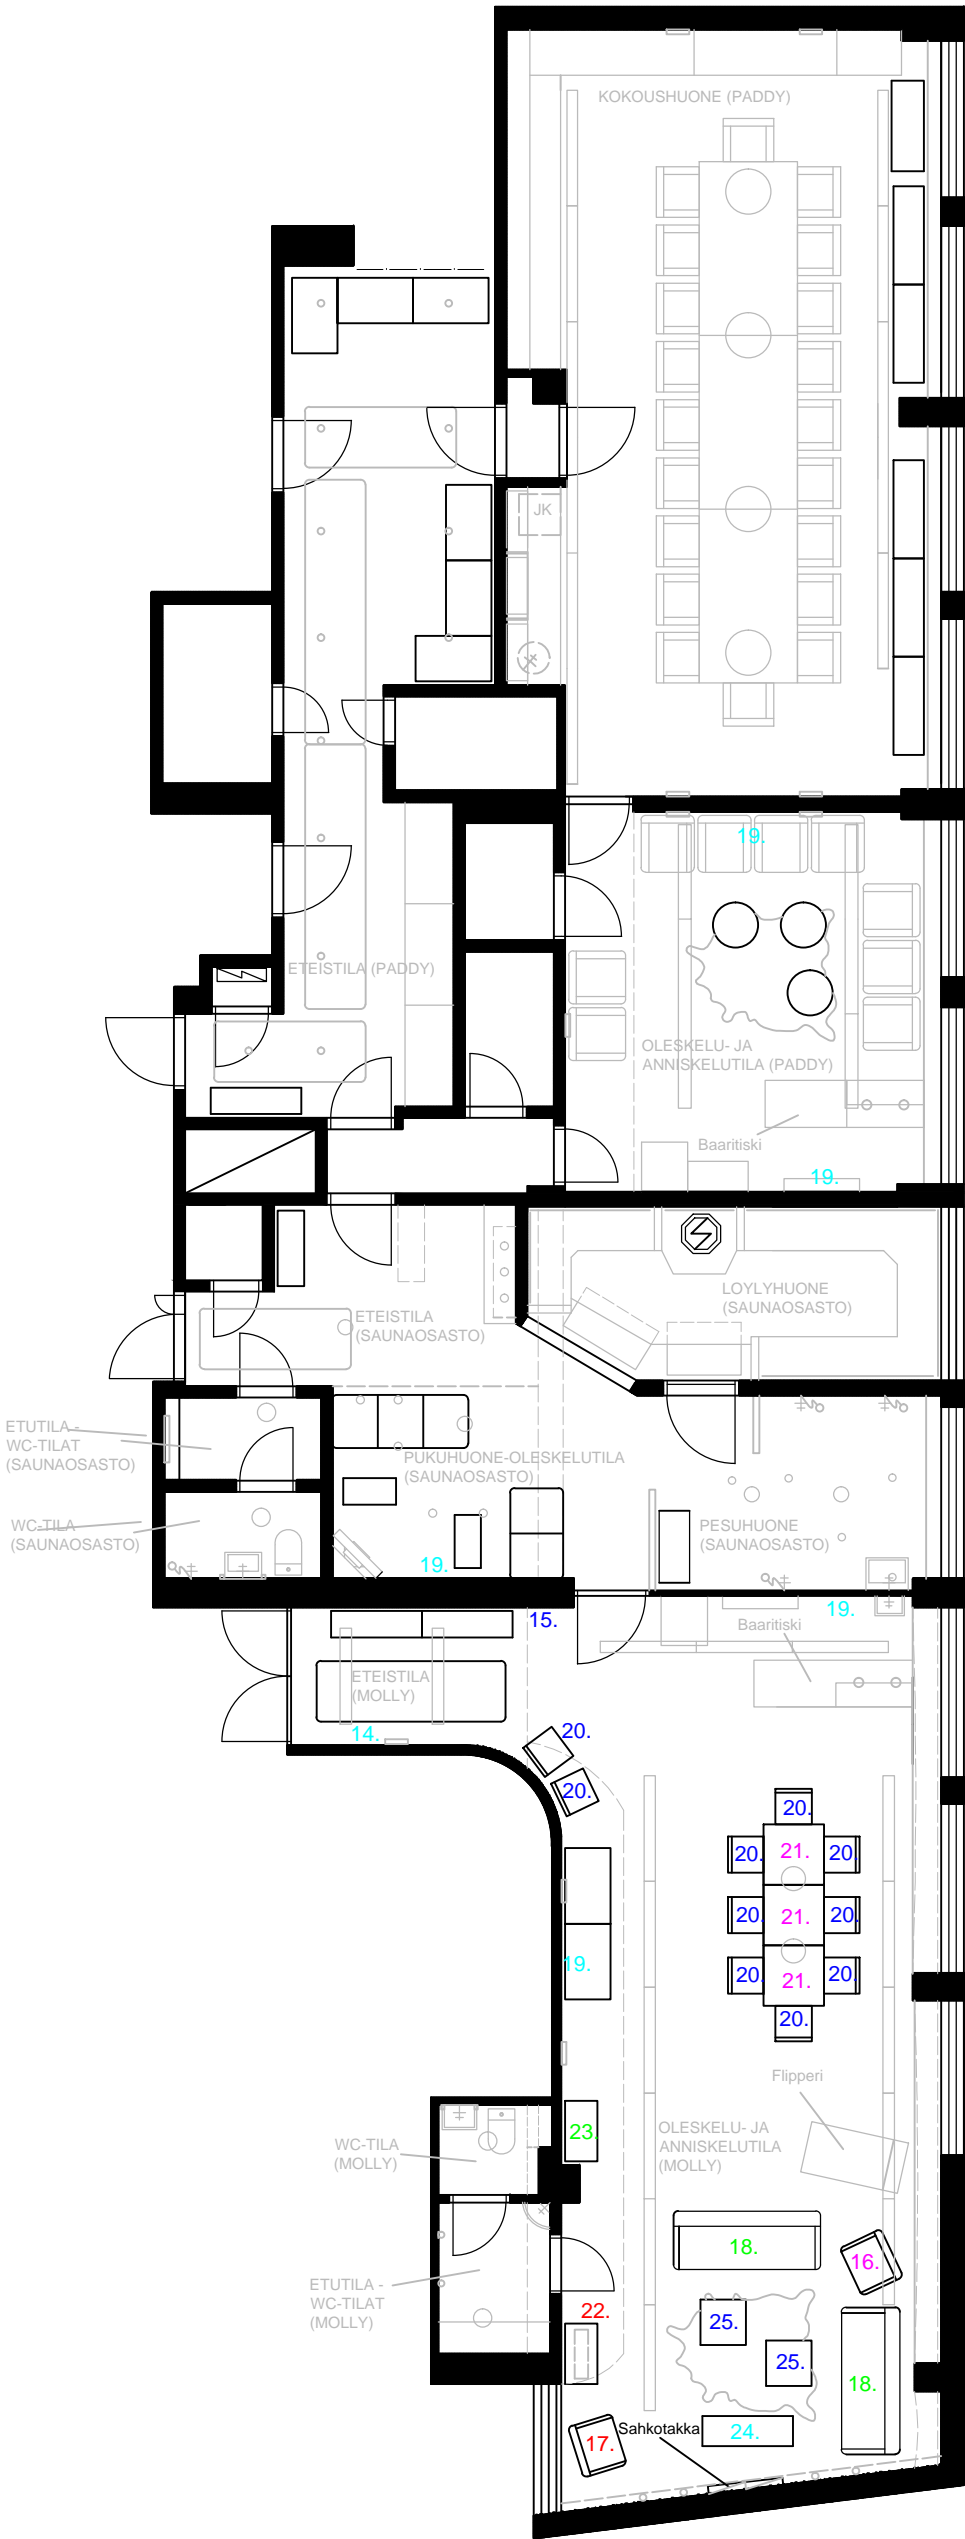 KOKOUSHUONE (PADDY)
JK
19.
ETEISTILA (PADDY)
OLESKELU- JA
ANNISKELUTILA (PADDY)
Baaritiski
19.
LOYLYHUONE
(SAUNAOSASTO)
ETEISTILA
(SAUNAOSASTO)
ETUTILA -
WC-TILAT
(SAUNAOSASTO)
PUKUHUONE-OLESKELUTILA
(SAUNAOSASTO)
WC-TILA
(SAUNAOSASTO)
PESUHUONE
(SAUNAOSASTO)
19.
19.
15.
Baaritiski
ETEISTILA
(MOLLY)
14.
20.
20.
20.
20.
21.
20.
20.
21.
20.
19.
20.
21.
20.
20.
Flipperi
23.
OLESKELU- JA
ANNISKELUTILA
(MOLLY)
WC-TILA
(MOLLY)
18.
16.
ETUTILA -
WC-TILAT
(MOLLY)
22.
25.
25.
18.
Sahkotakka
24.
17.